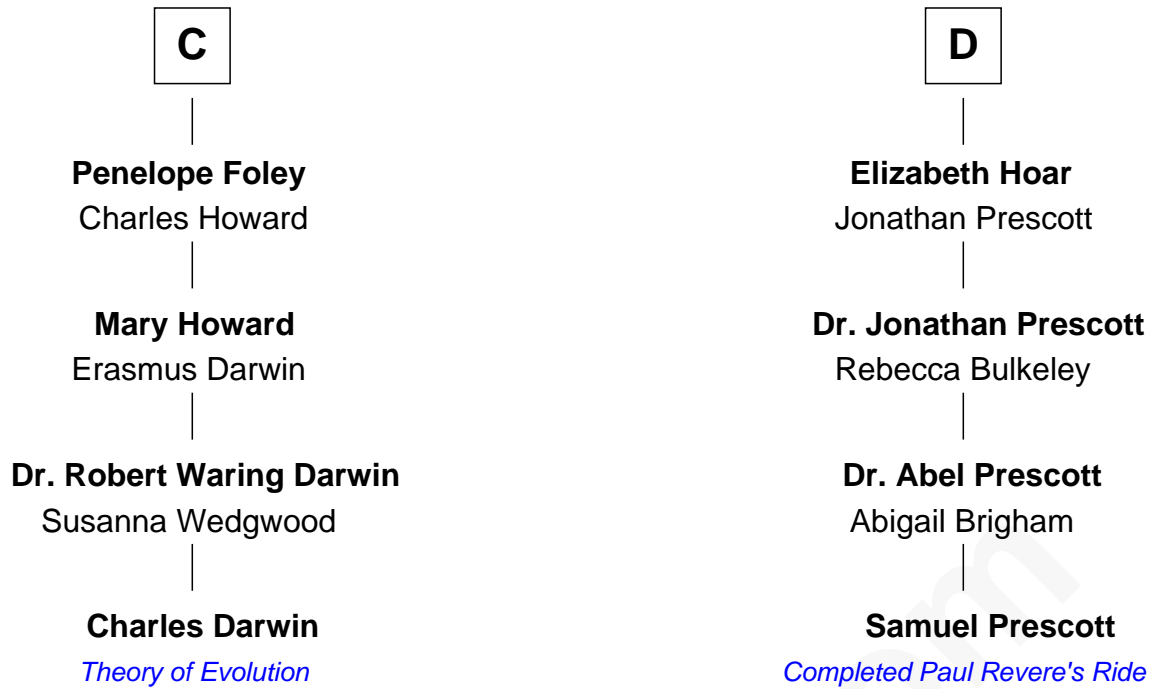 C
Penelope Foley
Charles Howard
Mary Howard
Erasmus Darwin
Dr. Robert Waring Darwin
Susanna Wedgwood
Charles Darwin
Theory of Evolution
D
Elizabeth Hoar
Jonathan Prescott
Dr. Jonathan Prescott
Rebecca Bulkeley
Dr. Abel Prescott
Abigail Brigham
Samuel Prescott
Completed Paul Revere's Ride